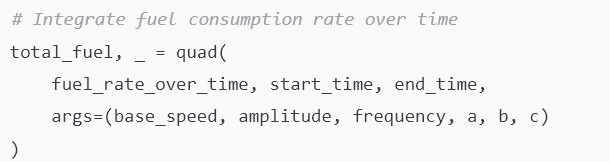 # Integrate fuel consumption rate over time
total_fuel, _ = quad(
    fuel_rate_over_time, start_time, end_time,
    args=(base_speed, amplitude, frequency, a, b, c)
)